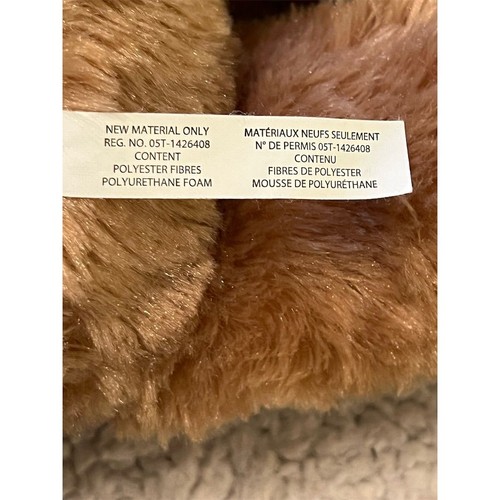 NEW MATERIAL ONLY
REG. NO. 05T-1426408
CONTENT
POLYESTER FIBRES
POLYURETHANE FOAM
MATÉRIAUX NEUFS SEULEMENT
N° DE PERMIS 05T-1426408
CONTENU
FIBRES DE POLYESTER
MOUSSE DE POLYURÉTHANE